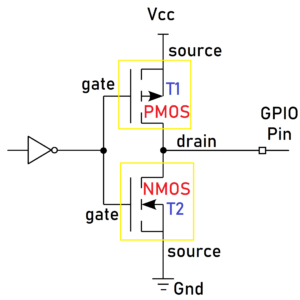 Vcc
source
gate
T1
PMOS
GPIO
Pin
drain
NMOS
gate
T2
source
Gnd